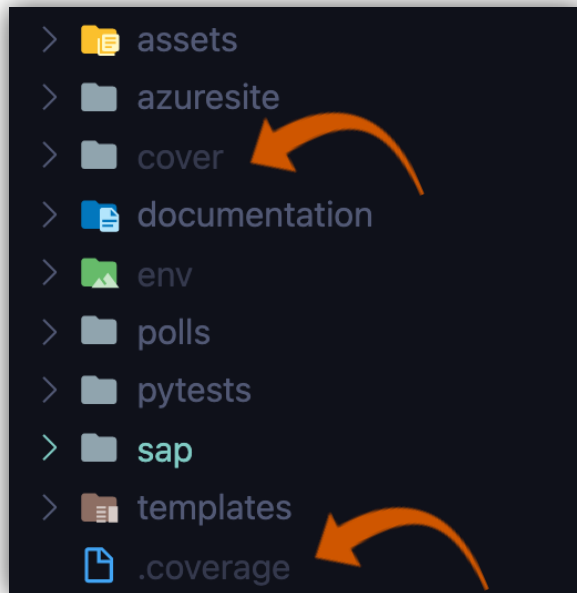 assets
azuresite
cover
documentation
env
polls
pytests
sap
templates
.coverage